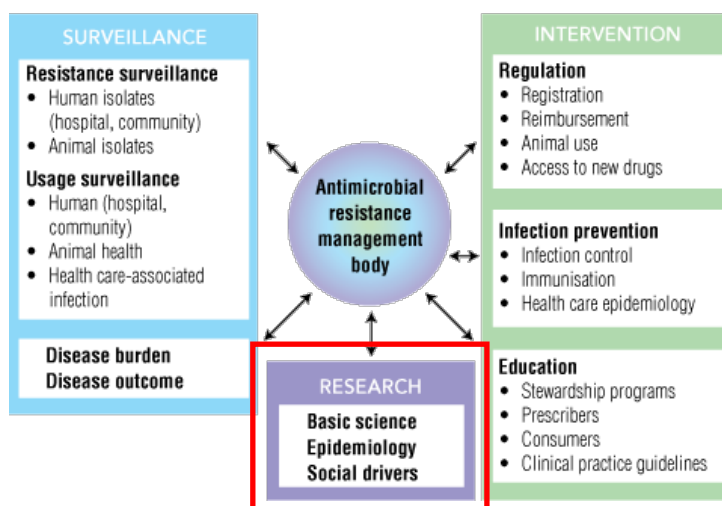 SURVEILLANCE
Resistance surveillance
• Human isolates
(hospital, community)
• Animal isolates
Usage surveillance
• Human (hospital,
community)
• Animal health
• Health care-associated
infection
Disease burden
Disease outcome
Antimicrobial
resistance
management
body
RESEARCH
Basic science
Epidemiology
Social drivers
INTERVENTION
Regulation
• Registration
• Reimbursement
• Animal use
• Access to new drugs
Infection prevention
• Infection control
• Immunisation
• Health care epidemiology
Education
• Stewardship programs
• Prescribers
• Consumers
• Clinical practice guidelines